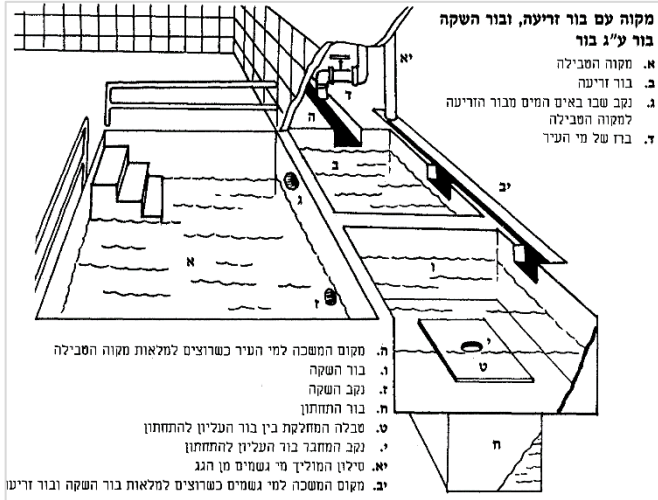 מקוה עם בור זריעה, ובור השקה
בור ע"ג בור
א. מקוה הטבילה
ב. בור זריעה
ג. נקב שבו באים המים מבור הזריעה
למקוה הטבילה
ד. ברז של מי העיר
יא
ד
ה
ב
יב
ג
א
ו
ז
י
ט
ח
ה. מקום המשכה למי העיר כשרוצים למלאות מקוה הטבילה
ו. בור השקה
ז. נקב השקה
ח. בור התחתון
ט. טבלה המחלקת בין בור העליון להתחתון
י. נקב המחבר בור העליון להתחתון
יא. סילון המוליך מי גשמים מן הגג
יב. מקום המשכה למי גשמים כשרוצים למלאות בור השקה ובור זריעו